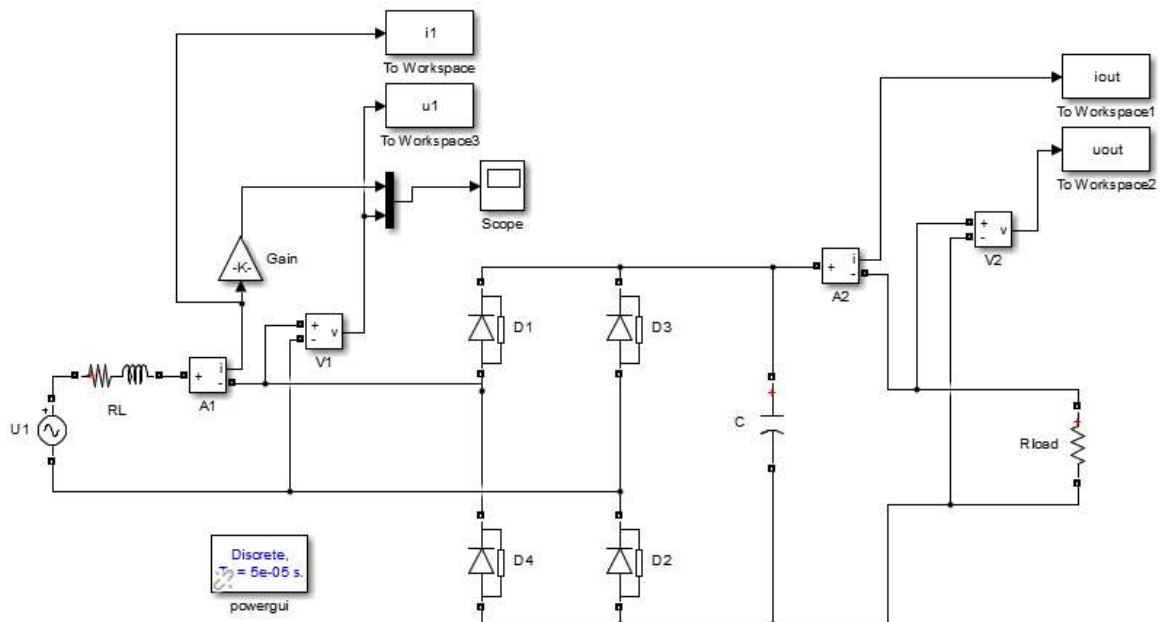 i1
To Workspace
u1
To Workspace3
Scope
-K-
Gain
+
-
v
V1
+
i
-
A1
RL
+
U1
D1
D3
D4
D2
C
+
i
-
A2
iout
To Workspace1
uout
To Workspace2
+
-
v
V2
Rload
Discrete,
= 5e-05 s.
powergui